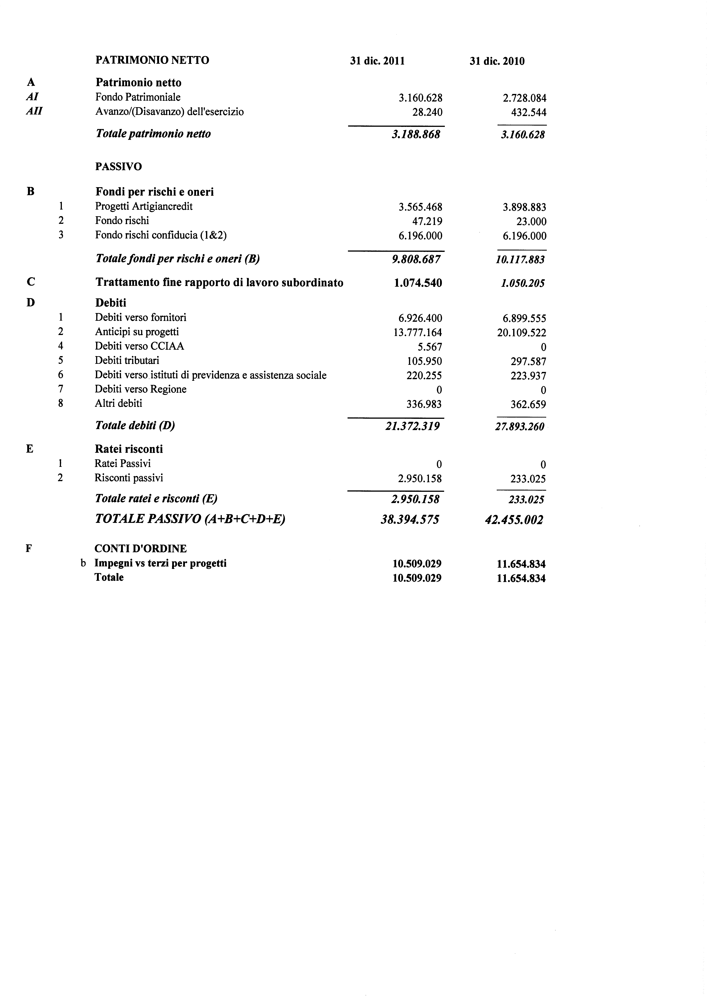 PATRIMONIO NETTO 31 dic. 2011 31 dic. 2010
A Patrimonio netto
AI Fondo Patrimoniale 3.160.628 2.728.084
AII Avanzo/(Disavanzo) dell'esercizio 28.240 432.544
Totale patrimonio netto 3.188.868 3.160.628
PASSIVO
B Fondi per rischi e oneri
1 Progetti Artigiancredit 3.565.468 3.898.883
2 Fondo rischi 47.219 23.000
3 Fondo rischi confiducia (1&2) 6.196.000 6.196.000
Totale fondi per rischi e oneri (B) 9.808.687 10.117.883
C Trattamento fine rapporto di lavoro subordinato 1.074.540 1.050.205
D Debiti
1 Debiti verso fornitori 6.926.400 6.899.555
2 Anticipi su progetti 13.777.164 20.109.522
4 Debiti verso CCIAA 5.567 0
5 Debiti tributari 105.950 297.587
6 Debiti verso istituti di previdenza e assistenza sociale 220.255 223.937
7 Debiti verso Regione 0 0
8 Altri debiti 336.983 362.659
Totale debiti (D) 21.372.319 27.893.260
E Ratei risconti
1 Ratei Passivi 0 0
2 Risconti passivi 2.950.158 233.025
Totale ratei e risconti (E) 2.950.158 233.025
TOTALE PASSIVO (A+B+C+D+E) 38.394.575 42.455.002
F CONTI D'ORDINE
b Impegni vs terzi per progetti 10.509.029 11.654.834
Totale 10.509.029 11.654.834